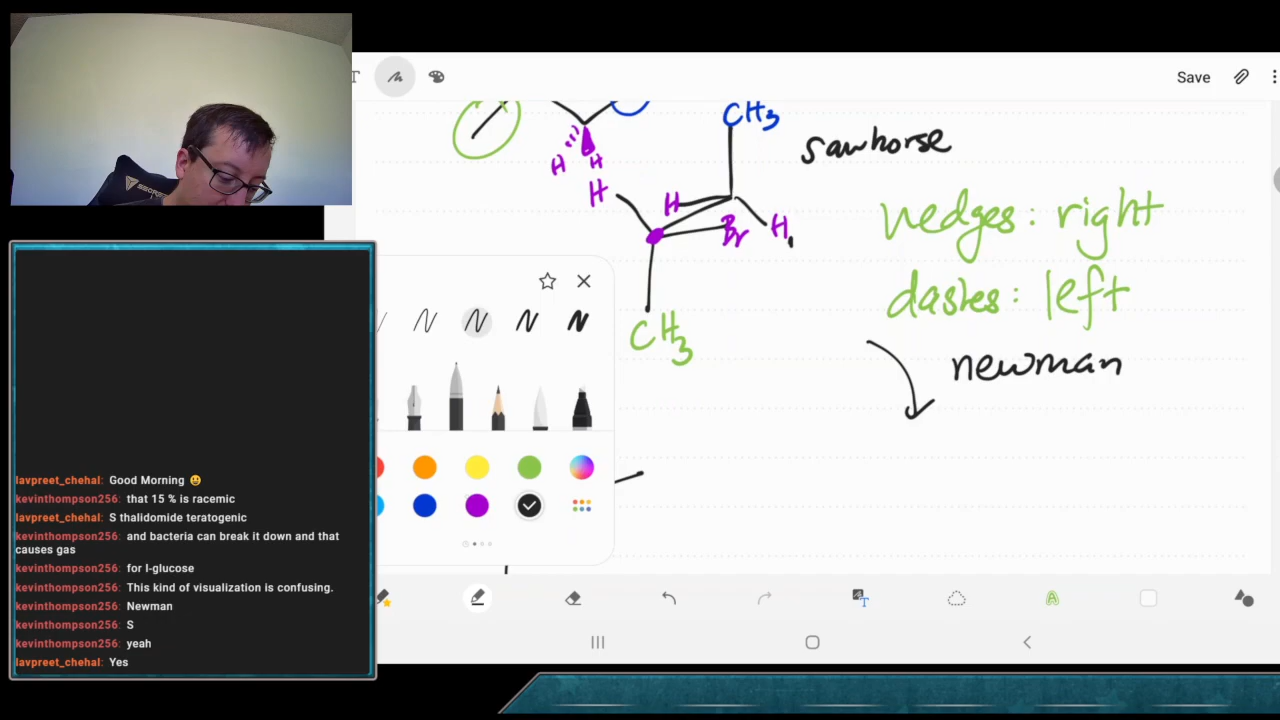 T
Save
CH3
sawhorse
H H
H H
Br H
wedges: right
dashes: left
CH3
newman
SECRE
lavpreet_chehal: Good Morning 😃
kevinthompson256: that 15 % is racemic
lavpreet_chehal: S thalidomide teratogenic
kevinthompson256: and bacteria can break it down and that
causes gas
kevinthompson256: for l-glucose
kevinthompson256: This kind of visualization is confusing.
kevinthompson256: Newman
kevinthompson256: S
kevinthompson256: yeah
lavpreet_chehal: Yes